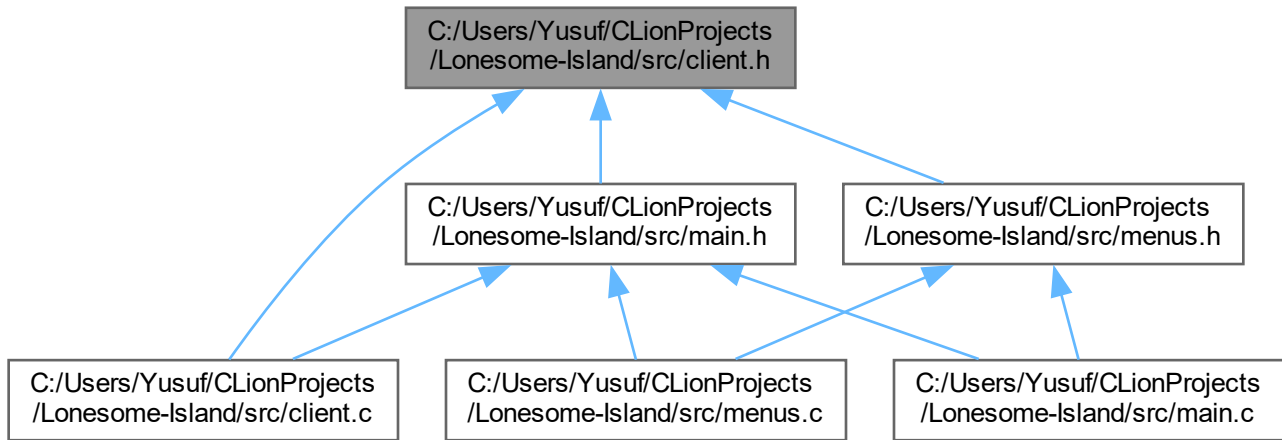 C:/Users/Yusuf/CLionProjects
/Lonesome-Island/src/client.h
C:/Users/Yusuf/CLionProjects
/Lonesome-Island/src/main.h
C:/Users/Yusuf/CLionProjects
/Lonesome-Island/src/menus.h
C:/Users/Yusuf/CLionProjects
/Lonesome-Island/src/client.c
C:/Users/Yusuf/CLionProjects
/Lonesome-Island/src/menus.c
C:/Users/Yusuf/CLionProjects
/Lonesome-Island/src/main.c